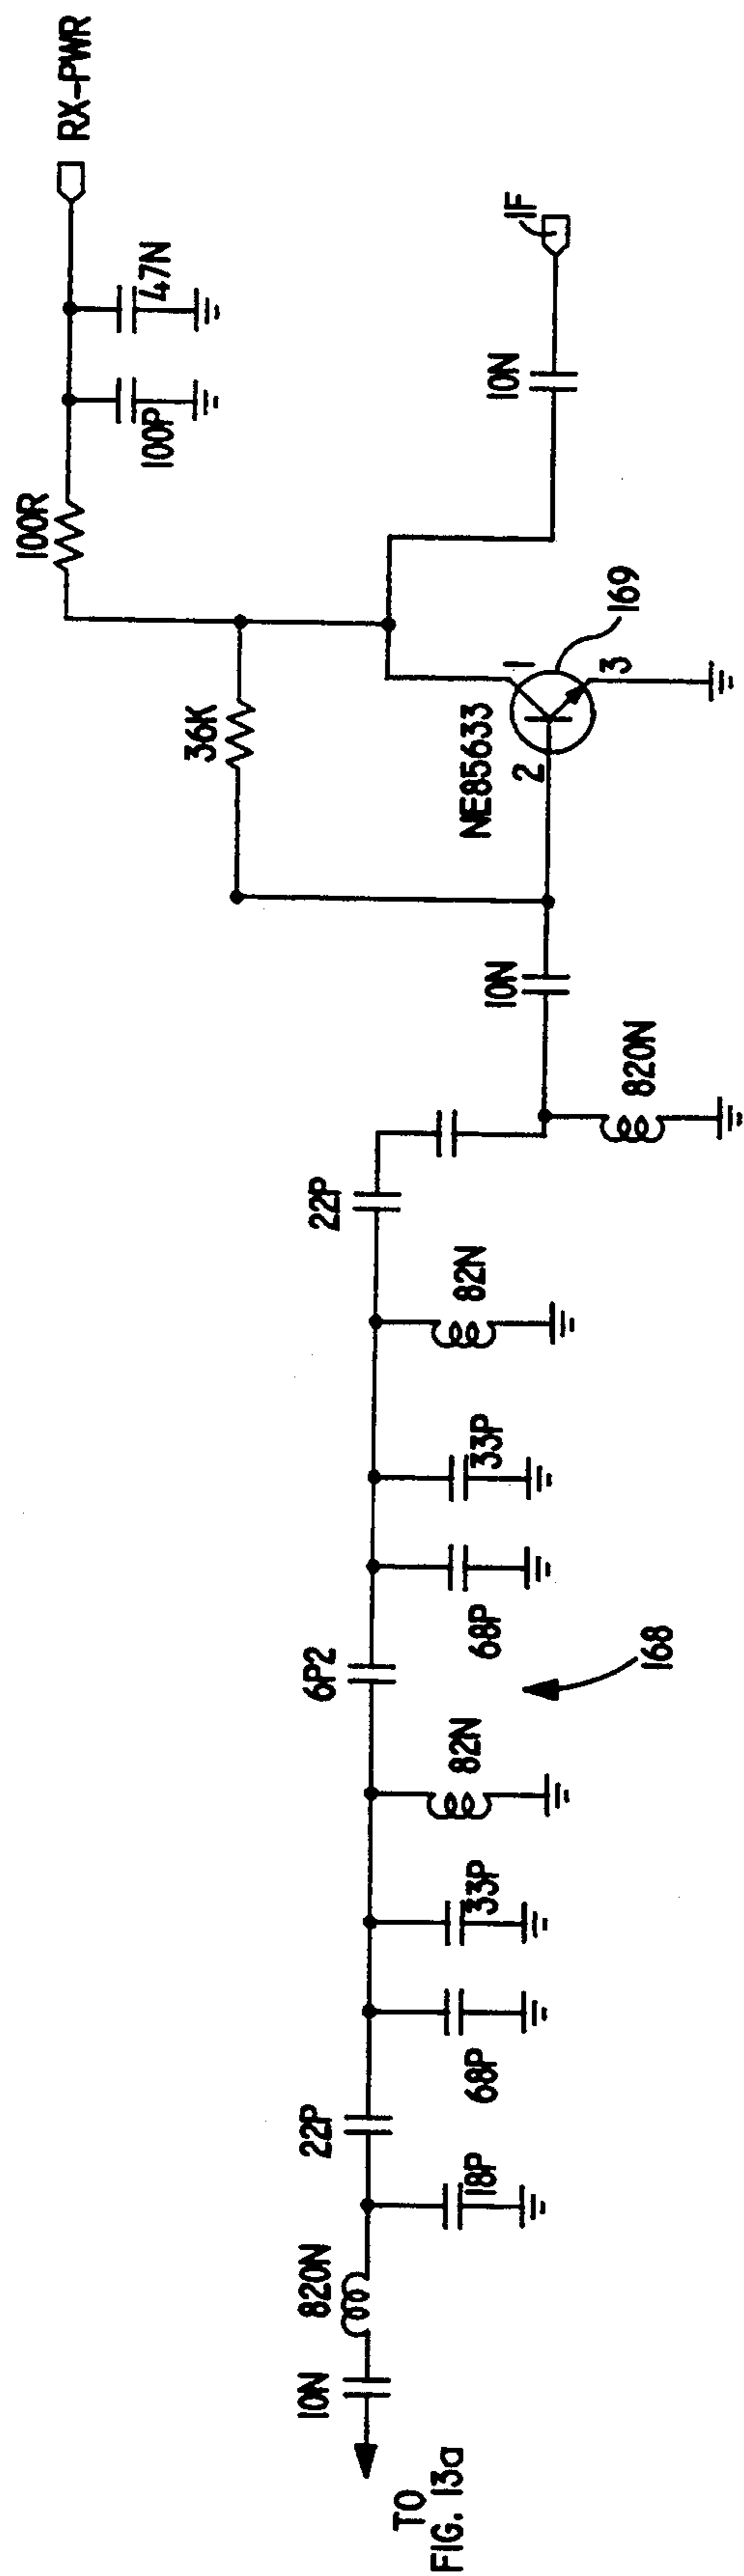 TO
FIG. 13a
10N
820N
18P
22P
68P
33P
82N
168
6P2
68P
33P
82N
22P
820N
10N
36K
NE85633
2
1
3
169
100R
100P
47N
RX-PWR
10N
IF